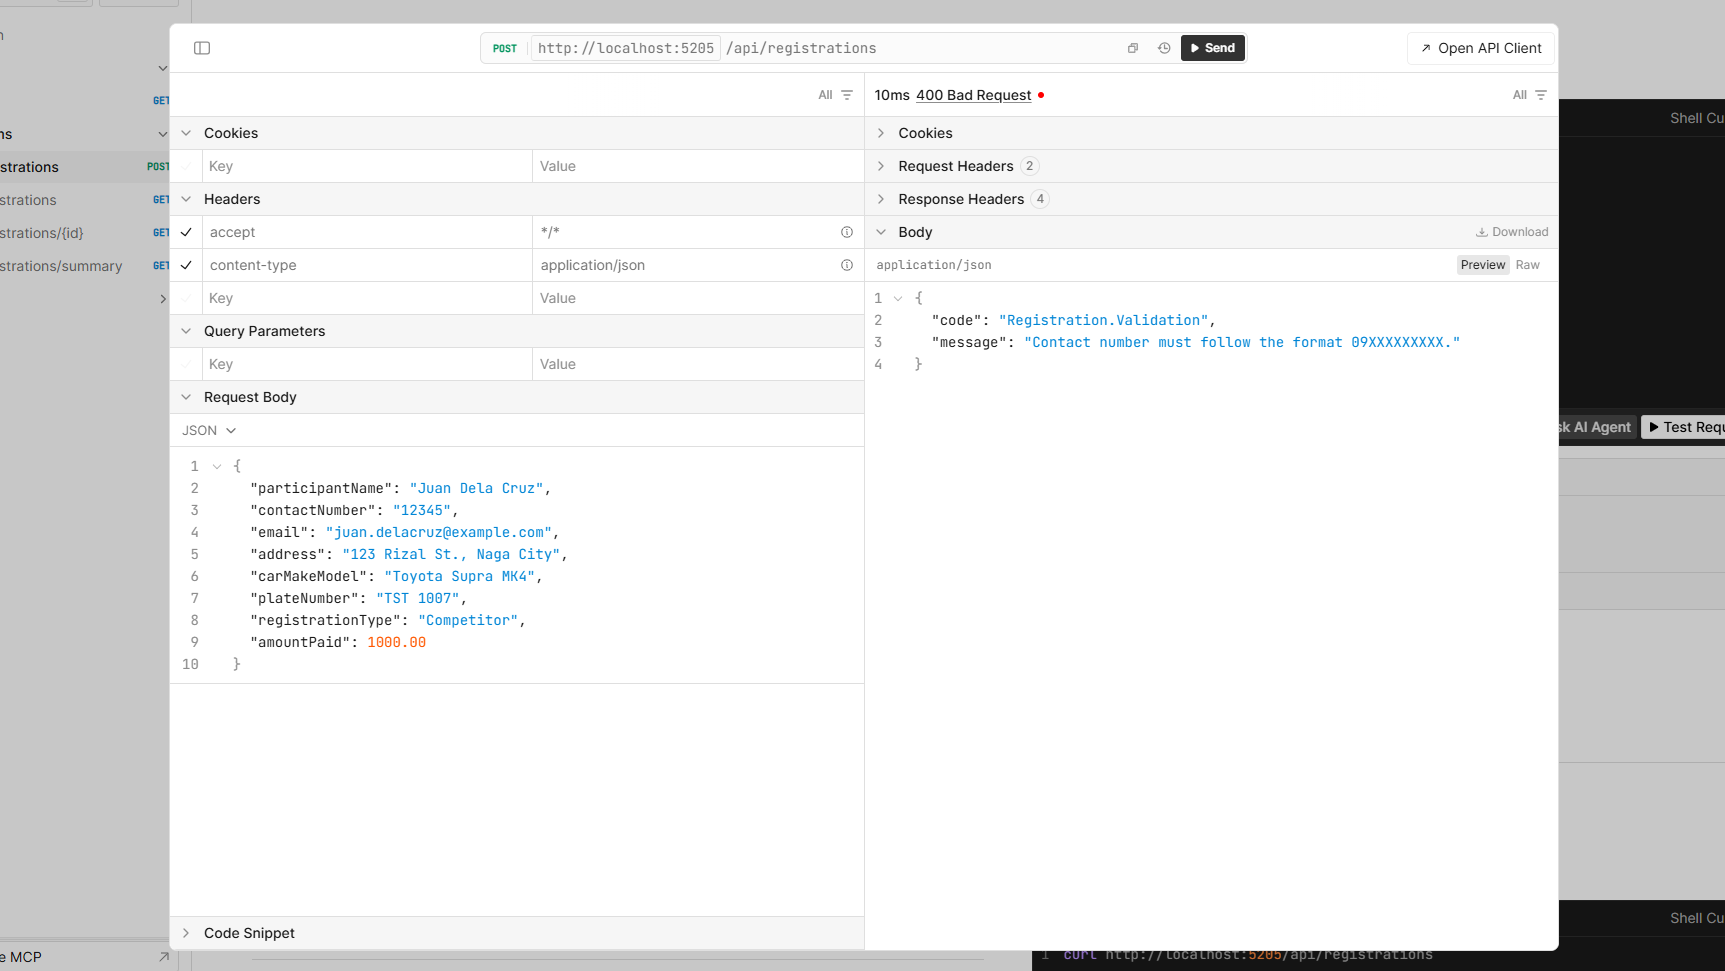 POST http://localhost:5205 /api/registrations Send
Open API Client
All
10ms 400 Bad Request
All
Cookies
Key Value
Headers
accept */*
content-type application/json
Key Value
Query Parameters
Key Value
Request Body
JSON
1 {
2 "participantName": "Juan Dela Cruz",
3 "contactNumber": "12345",
4 "email": "juan.delacruz@example.com",
5 "address": "123 Rizal St., Naga City",
6 "carMakeModel": "Toyota Supra MK4",
7 "plateNumber": "TST 1007",
8 "registrationType": "Competitor",
9 "amountPaid": 1000.00
10 }
Code Snippet
Cookies
Request Headers 2
Response Headers 4
Body Download
application/json Preview Raw
1 {
2 "code": "Registration.Validation",
3 "message": "Contact number must follow the format 09XXXXXXXXX."
4 }
GET
ns
strations POST
strations GET
strations/{id} GET
strations/summary GET
e MCP
Shell Cu
sk AI Agent Test Requ
Shell Cu
1 curl http://localhost:5205/api/registrations